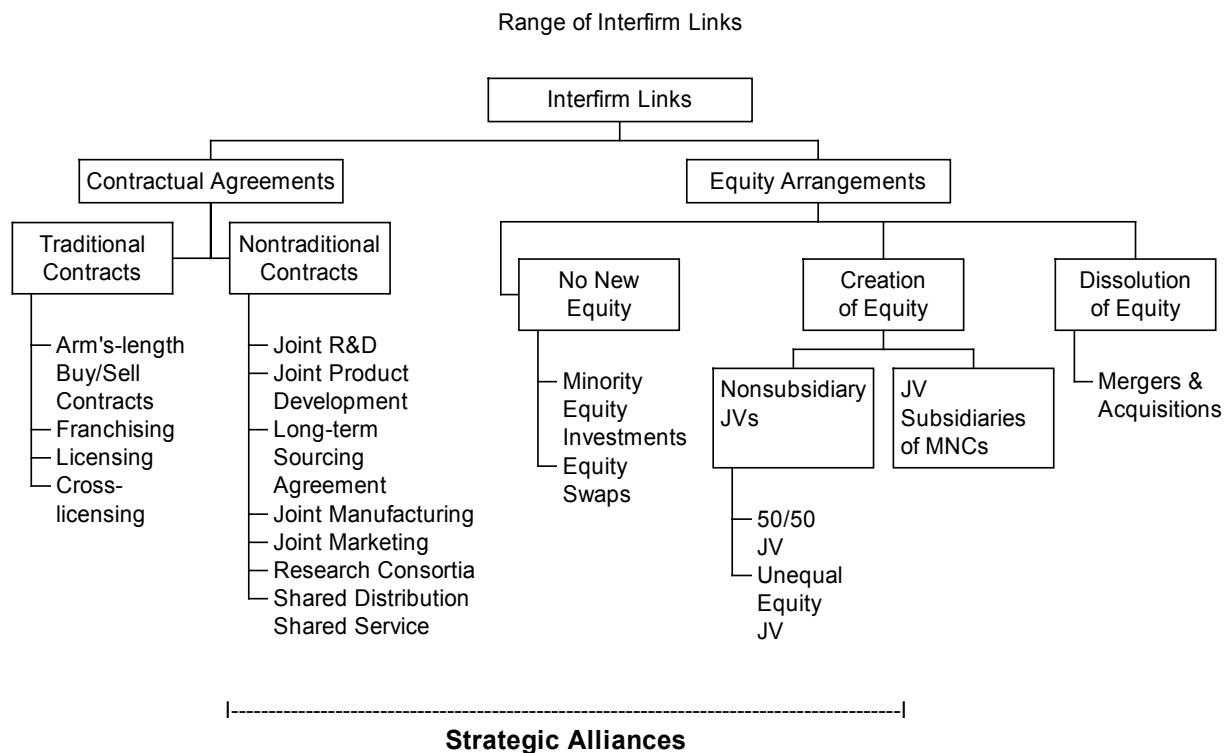 Range of Interfirm Links
Interfirm Links
Contractual Agreements
Equity Arrangements
Traditional
Contracts
Nontraditional
Contracts
No New
Equity
Creation
of Equity
Dissolution
of Equity
Arm's-length
Buy/Sell
Contracts
Franchising
Licensing
Cross-
licensing
Joint R&D
Joint Product
Development
Long-term
Sourcing
Agreement
Joint Manufacturing
Joint Marketing
Research Consortia
Shared Distribution
Shared Service
Minority
Equity
Investments
Equity
Swaps
Nonsubsidiary
JVs
JV
Subsidiaries
of MNCs
50/50
JV
Unequal
Equity
JV
Mergers &
Acquisitions
Strategic Alliances